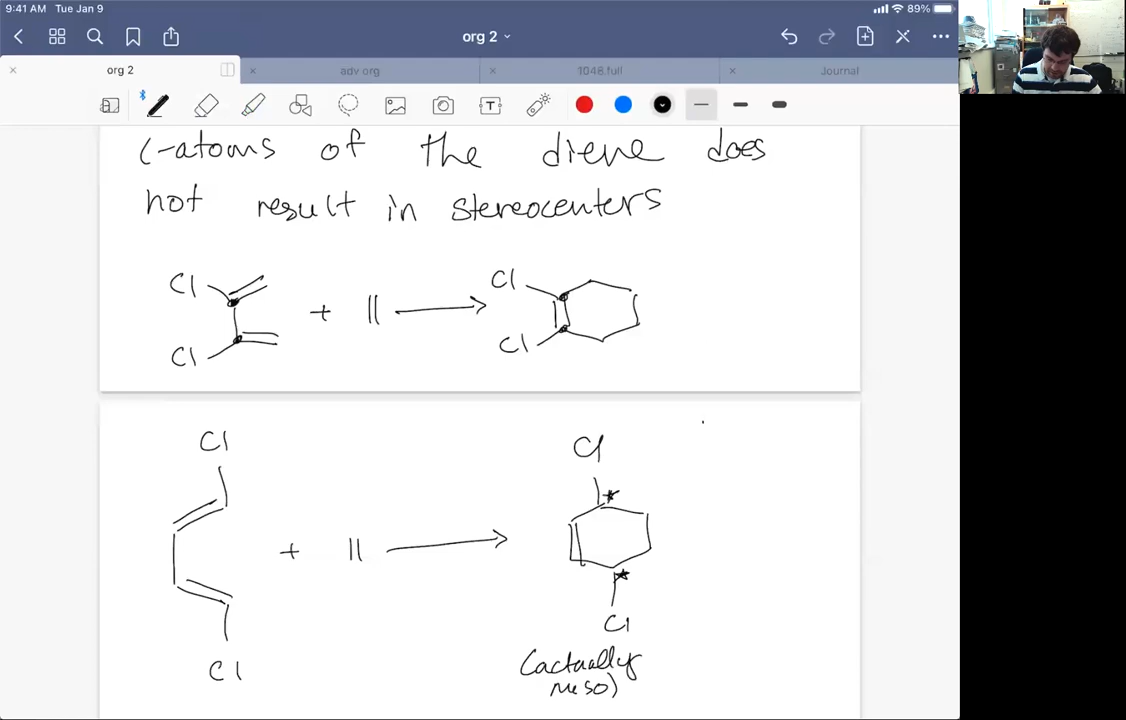 9:41 AM Tue Jan 9
89%
org 2
org 2
adv org
1048.full
Journal
T
C-atoms of the diene does
not result in stereocenters
Cl
Cl
+
Cl
Cl
Cl
Cl
+
Cl
*
*
Cl
(actually
meso)